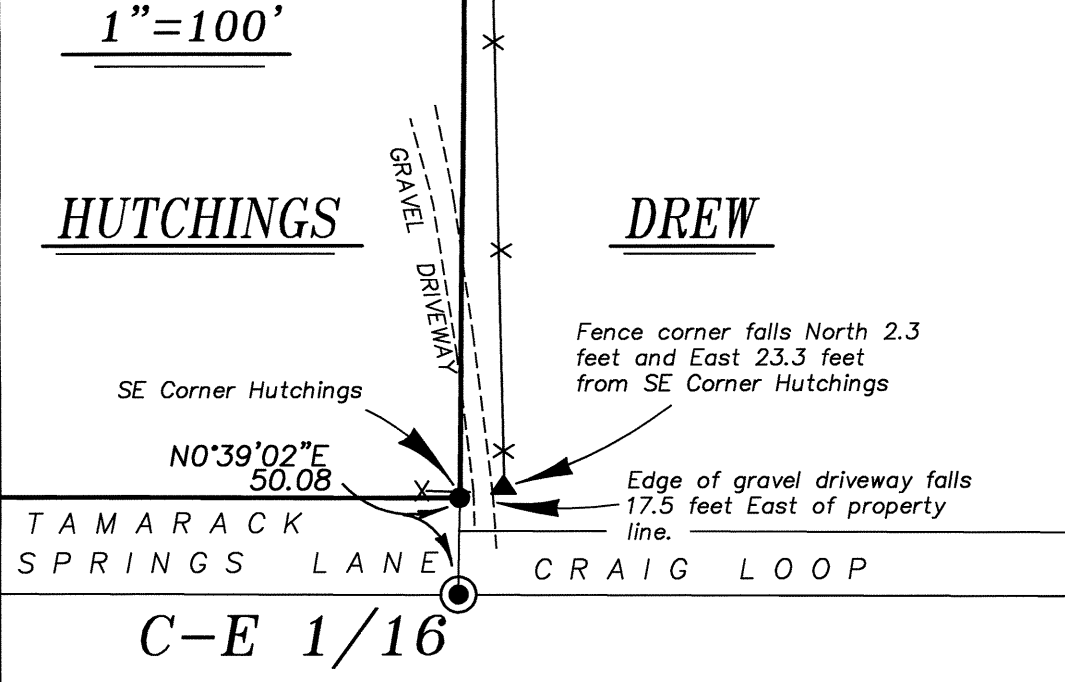 1"=100'
GRAVEL DRIVEWAY
HUTCHINGS
DREW
Fence corner falls North 2.3
feet and East 23.3 feet
from SE Corner Hutchings
SE Corner Hutchings
N0°39'02"E
50.08
Edge of gravel driveway falls
17.5 feet East of property
line.
TAMARACK
SPRINGS LANE
CRAIG LOOP
C-E 1/16